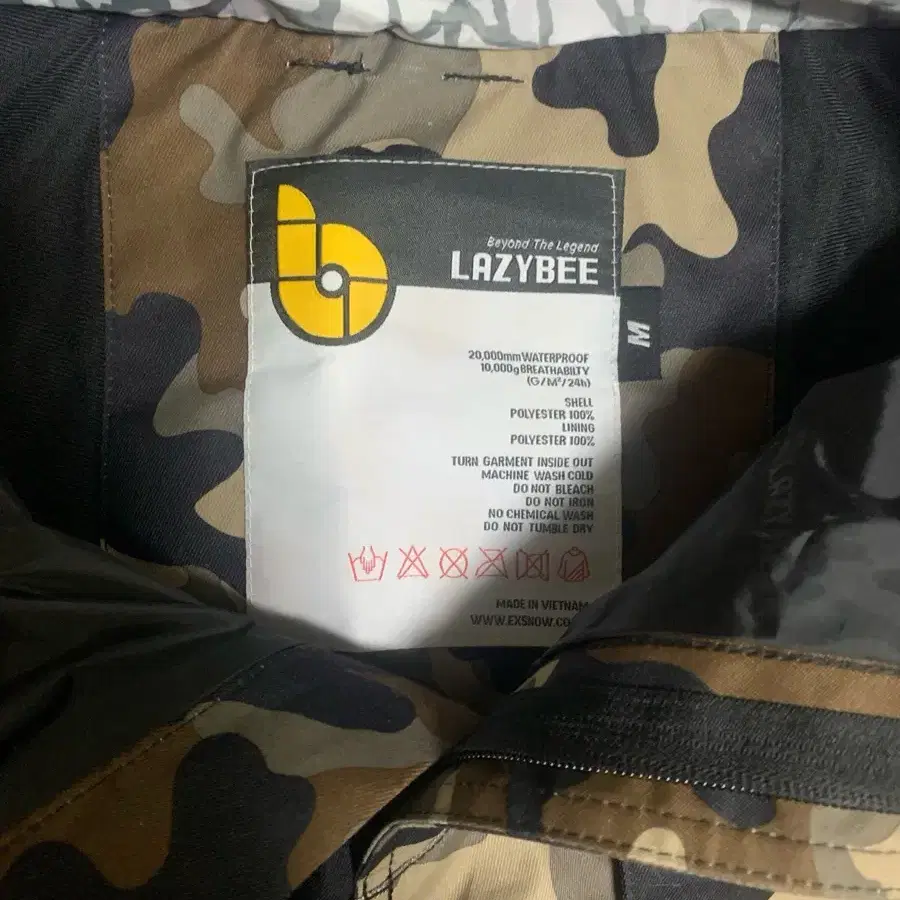 Beyond The Legend
LAZYBEE
M
20,000mm WATERPROOF
10,000g BREATHABILTY
(G/M²/24h)
SHELL
POLYESTER 100%
LINING
POLYESTER 100%
TURN GARMENT INSIDE OUT
MACHINE WASH COLD
DO NOT BLEACH
DO NOT IRON
NO CHEMICAL WASH
DO NOT TUMBLE DRY
MADE IN VIETNAM
WWW.EXSNOW.CO